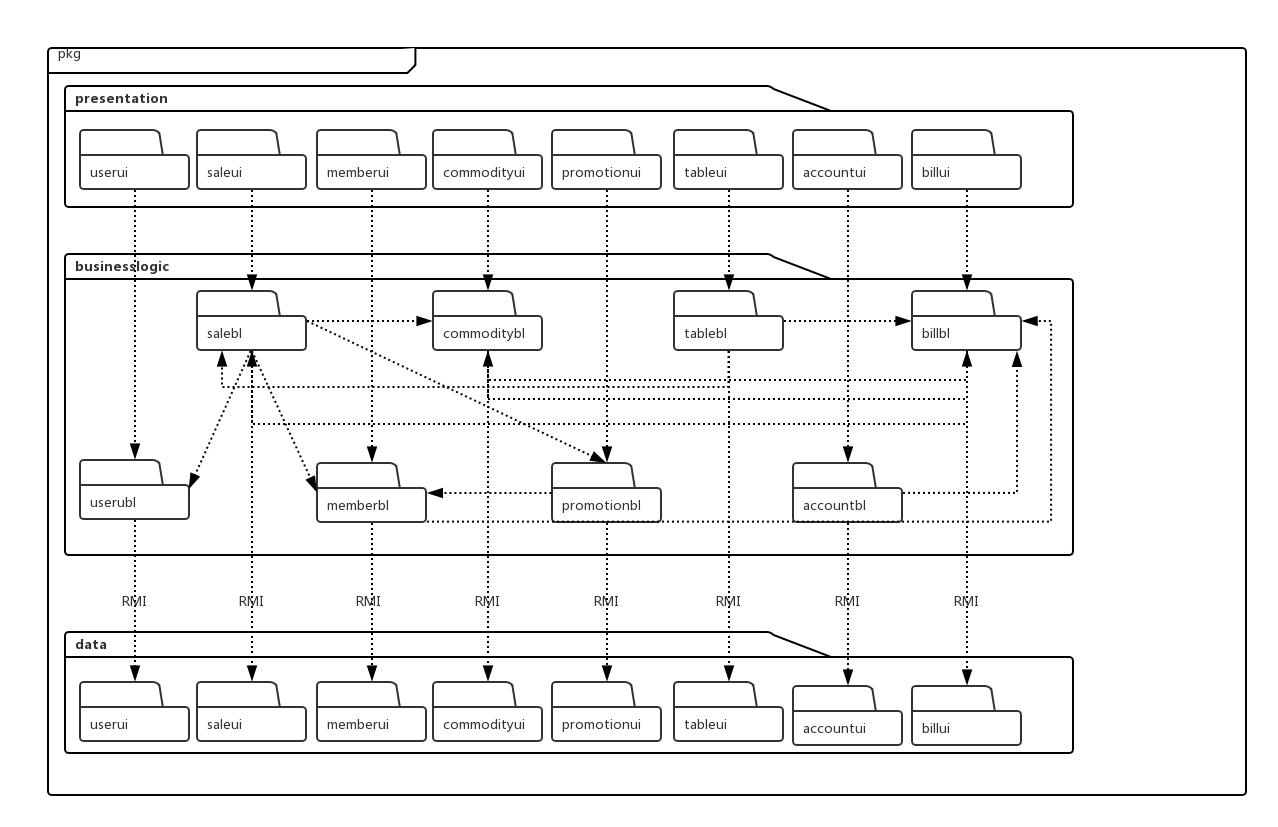 pkg
presentation
userui
saleui
memberui
commodityui
promotionui
tableui
accountui
billui
businesslogic
salebl
commoditybl
tablebl
billbl
userubl
memberbl
promotionbl
accountbl
RMI
RMI
RMI
RMI
RMI
RMI
RMI
RMI
data
userui
saleui
memberui
commodityui
promotionui
tableui
accountui
billui